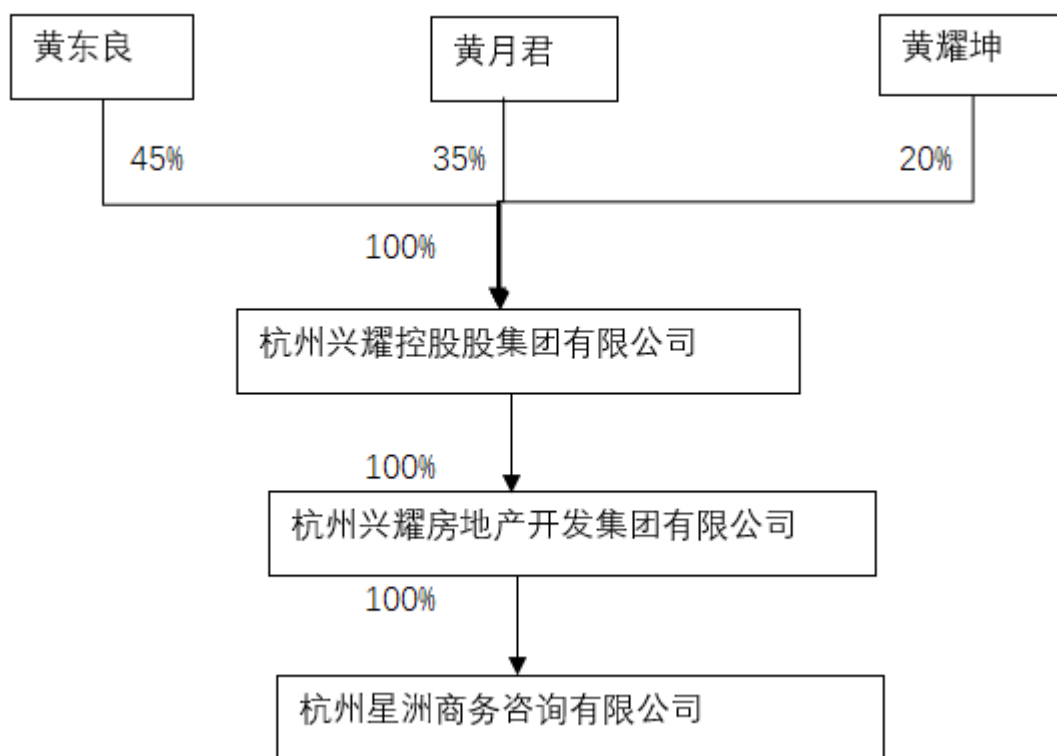 黄东良
黄月君
黄耀坤
45%
35%
20%
100%
杭州兴耀控股股集团有限公司
100%
杭州兴耀房地产开发集团有限公司
100%
杭州星洲商务咨询有限公司